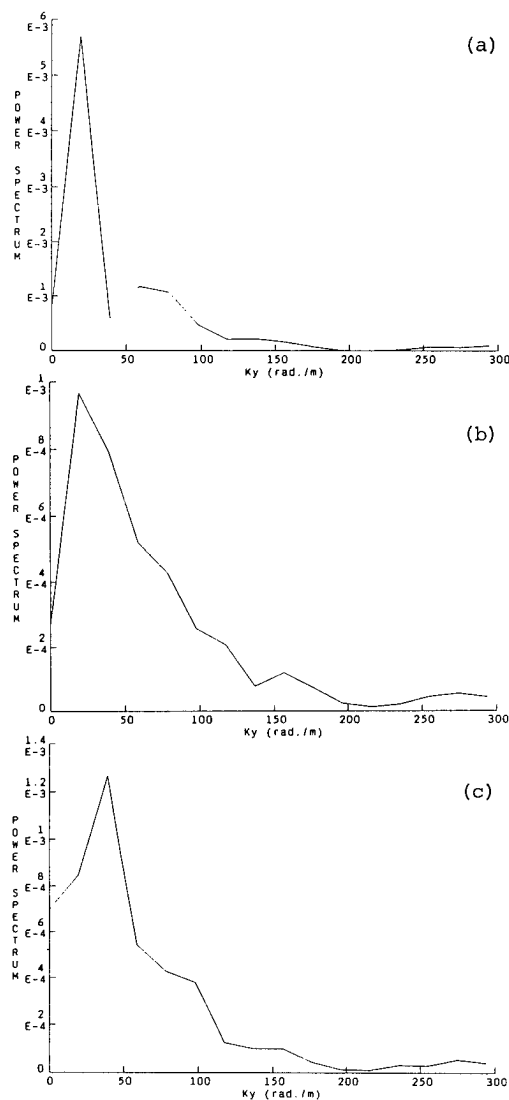 (a)
POWER SPECTRUM
6 E-3
5 E-3
4 E-3
3 E-3
2 E-3
1 E-3
0
0 50 100 150 200 250 300
Ky (rad./m)
(b)
POWER SPECTRUM
1 E-3
8 E-4
6 E-4
4 E-4
2 E-4
0
0 50 100 150 200 250 300
Ky (rad./m)
(c)
POWER SPECTRUM
1.4 E-3
1.2 E-3
1 E-3
8 E-4
6 E-4
4 E-4
2 E-4
0
0 50 100 150 200 250 300
Ky (rad./m)